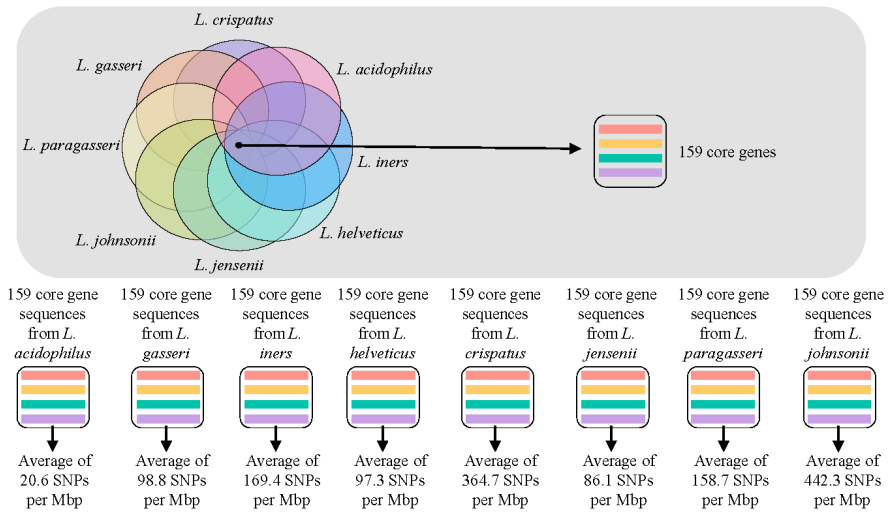 L. crispatus
L. gasseri
L. acidophilus
L. paragasseri
L. iners
159 core genes
L. johnsonii
L. helveticus
L. jensenii
159 core gene
sequences
from L.
acidophilus
Average of
20.6 SNPs
per Mbp
159 core gene
sequences
from L.
gasseri
Average of
98.8 SNPs
per Mbp
159 core gene
sequences
from L.
iners
Average of
169.4 SNPs
per Mbp
159 core gene
sequences
from L.
helveticus
Average of
97.3 SNPs
per Mbp
159 core gene
sequences
from L.
crispatus
Average of
364.7 SNPs
per Mbp
159 core gene
sequences
from L.
jensenii
Average of
86.1 SNPs
per Mbp
159 core gene
sequences
from L.
paragasseri
Average of
158.7 SNPs
per Mbp
159 core gene
sequences
from L.
johnsonii
Average of
442.3 SNPs
per Mbp